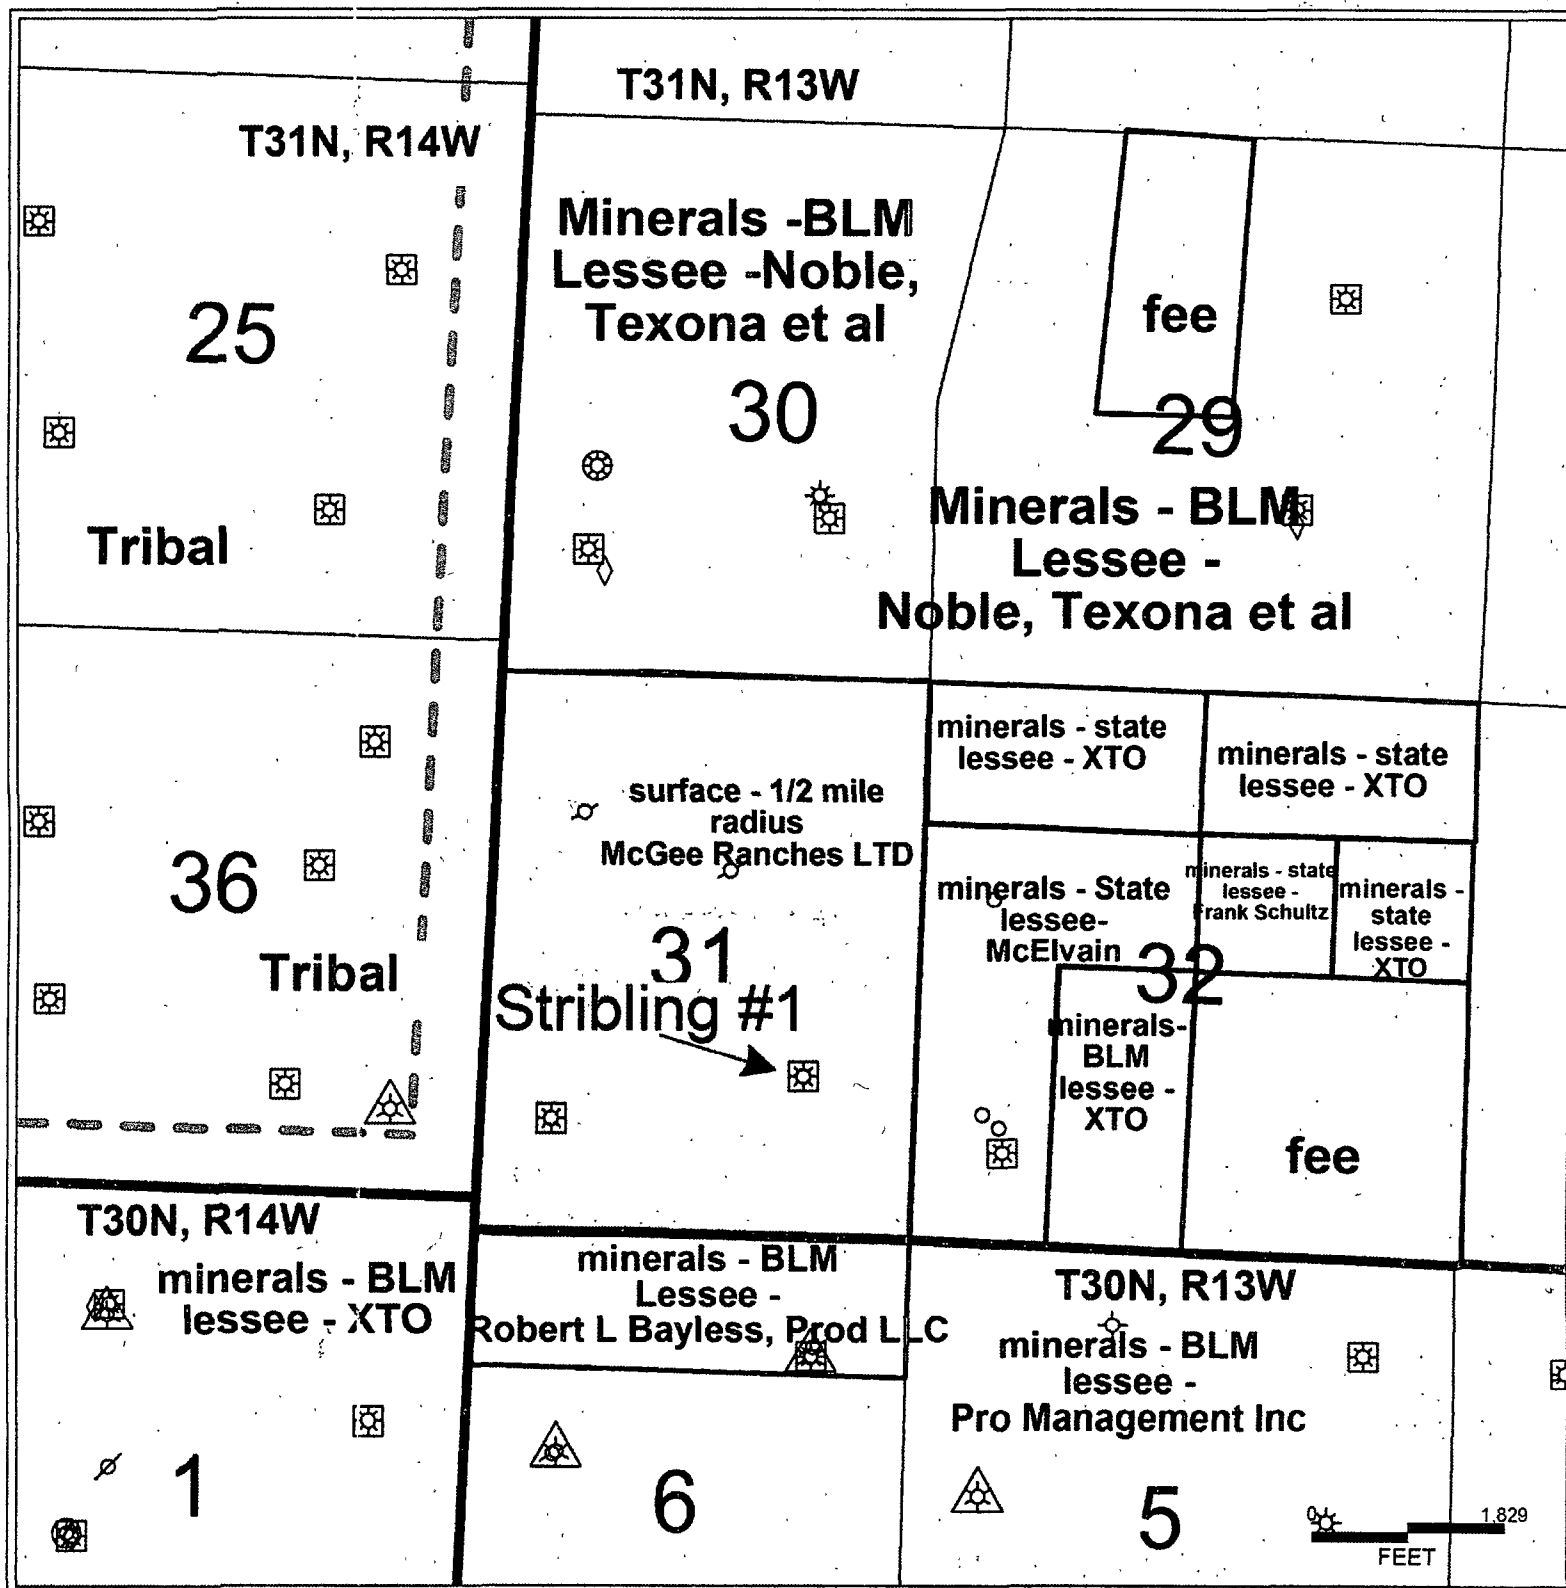 T31N, R13W
T31N, R14W
Minerals -BLM
Lessee -Noble,
Texona et al
25
fee
30
29
Tribal
Minerals - BLM
Lessee -
Noble, Texona et al
minerals - state
lessee - XTO
minerals - state
lessee - XTO
surface - 1/2 mile
radius
McGee Ranches LTD
36
minerals - State
lessee-
McElvain
minerals - state
lessee -
Frank Schultz
minerals -
state
lessee -
XTO
31
32
Tribal
Stribling #1
minerals-
BLM
lessee -
XTO
fee
T30N, R14W
minerals - BLM
lessee - XTO
minerals - BLM
Lessee -
Robert L Bayless, Prod LLC
T30N, R13W
minerals - BLM
lessee -
Pro Management Inc
1
6
5
0
1,829
FEET